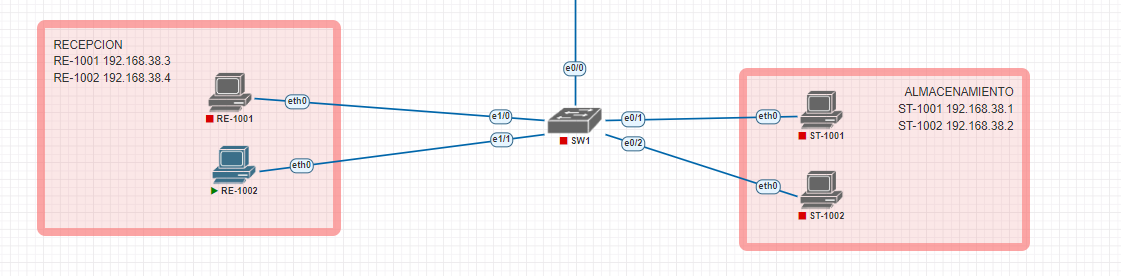 RECEPCION
RE-1001 192.168.38.3
RE-1002 192.168.38.4
eth0
RE-1001
eth0
RE-1002
e0/0
e1/0
e1/1
SW1
e0/1
e0/2
ALMACENAMIENTO
ST-1001 192.168.38.1
ST-1002 192.168.38.2
eth0
ST-1001
eth0
ST-1002